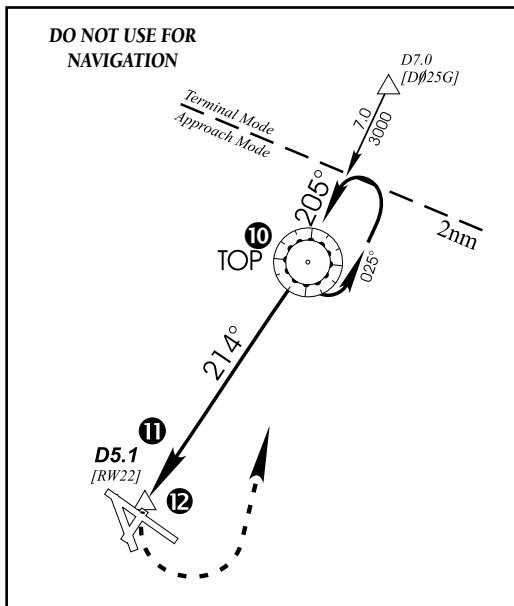 DO NOT USE FOR
NAVIGATION
D7.0
[DØ25G]
7.0
3000
Terminal Mode
Approach Mode
2nm
205°
025°
10
TOP
214°
11
D5.1
[RW22]
12